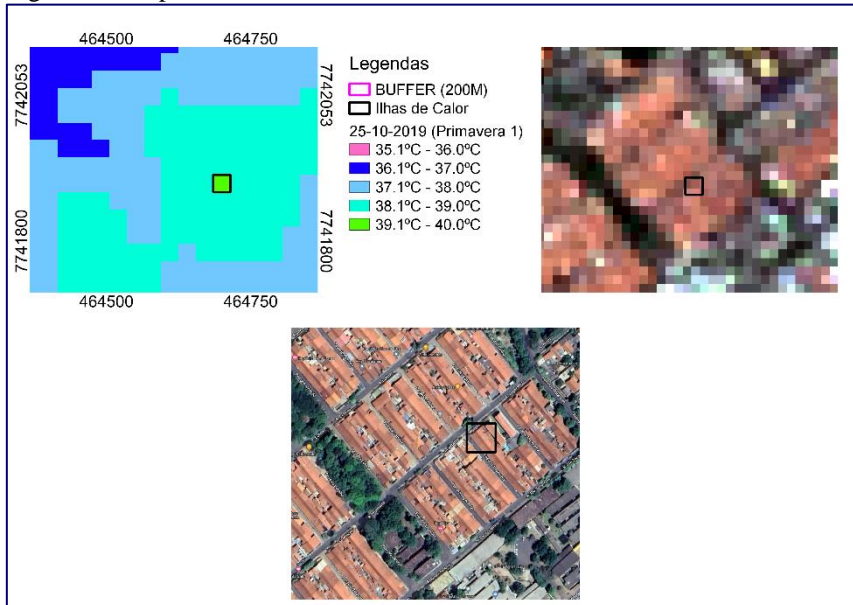 464500 464750
7742053
7741800
7742053
7741800
464500 464750
Legendas
BUFFER (200M)
Ilhas de Calor
25-10-2019 (Primavera 1)
35.1ºC - 36.0ºC
36.1ºC - 37.0ºC
37.1ºC - 38.0ºC
38.1ºC - 39.0ºC
39.1ºC - 40.0ºC